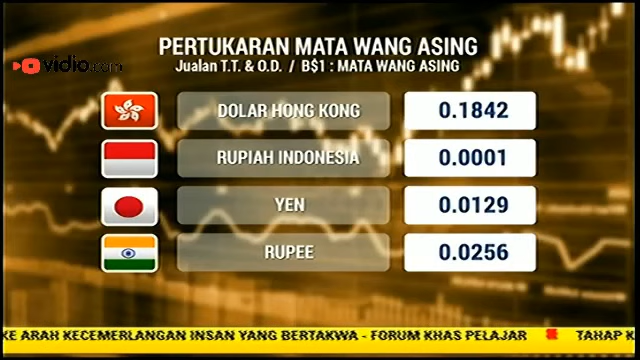 PERTUKARAN MATA WANG ASING
Jualan T.T. & O.D. / B$1 : MATA WANG ASING
vidio.com
DOLAR HONG KONG 0.1842
RUPIAH INDONESIA 0.0001
YEN 0.0129
RUPEE 0.0256
KE ARAH KECEMERLANGAN INSAN YANG BERTAKWA - FORUM KHAS PELAJAR TAHAP K